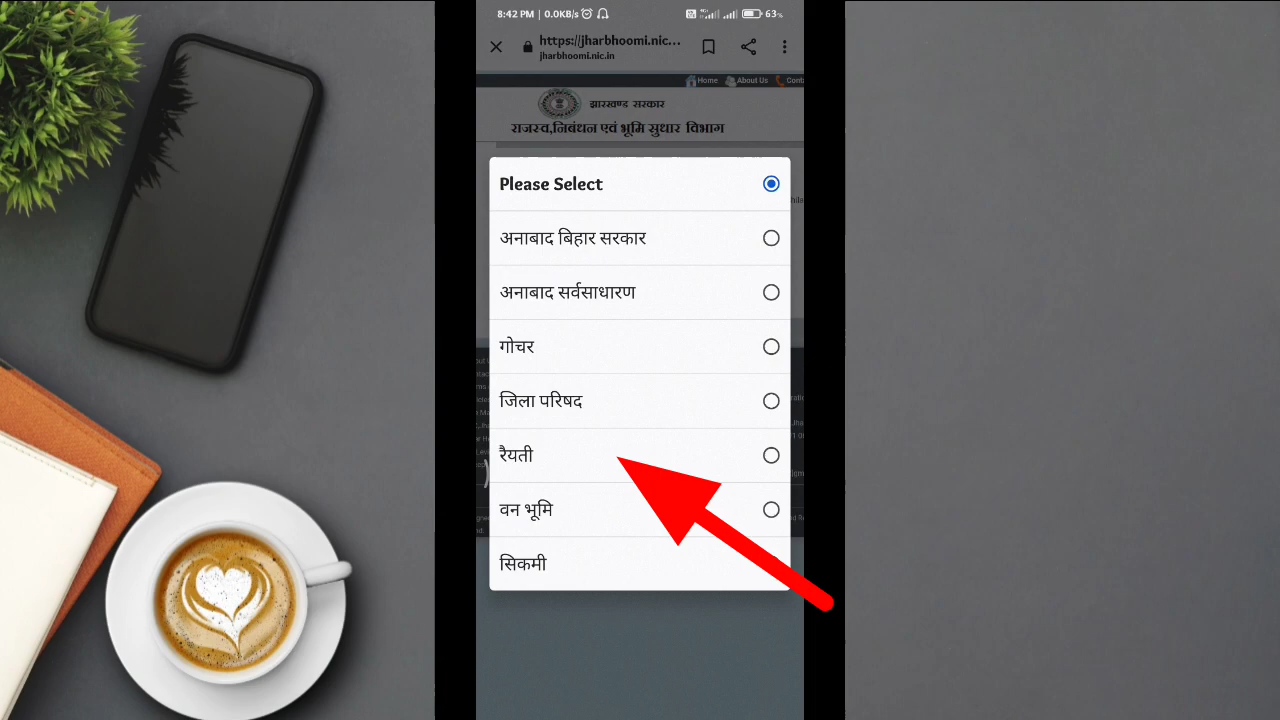 8:42 PM | 0.0KB/s
63%
https://jharbhoomi.nic...
jharbhoomi.nic.in
Home About Us Cont
झारखण्ड सरकार
राजस्व,निबंधन एवं भूमि सुधार विभाग
Please Select
अनाबाद बिहार सरकार
अनाबाद सर्वसाधारण
गोचर
जिला परिषद
रैयती
वन भूमि
सिकमी